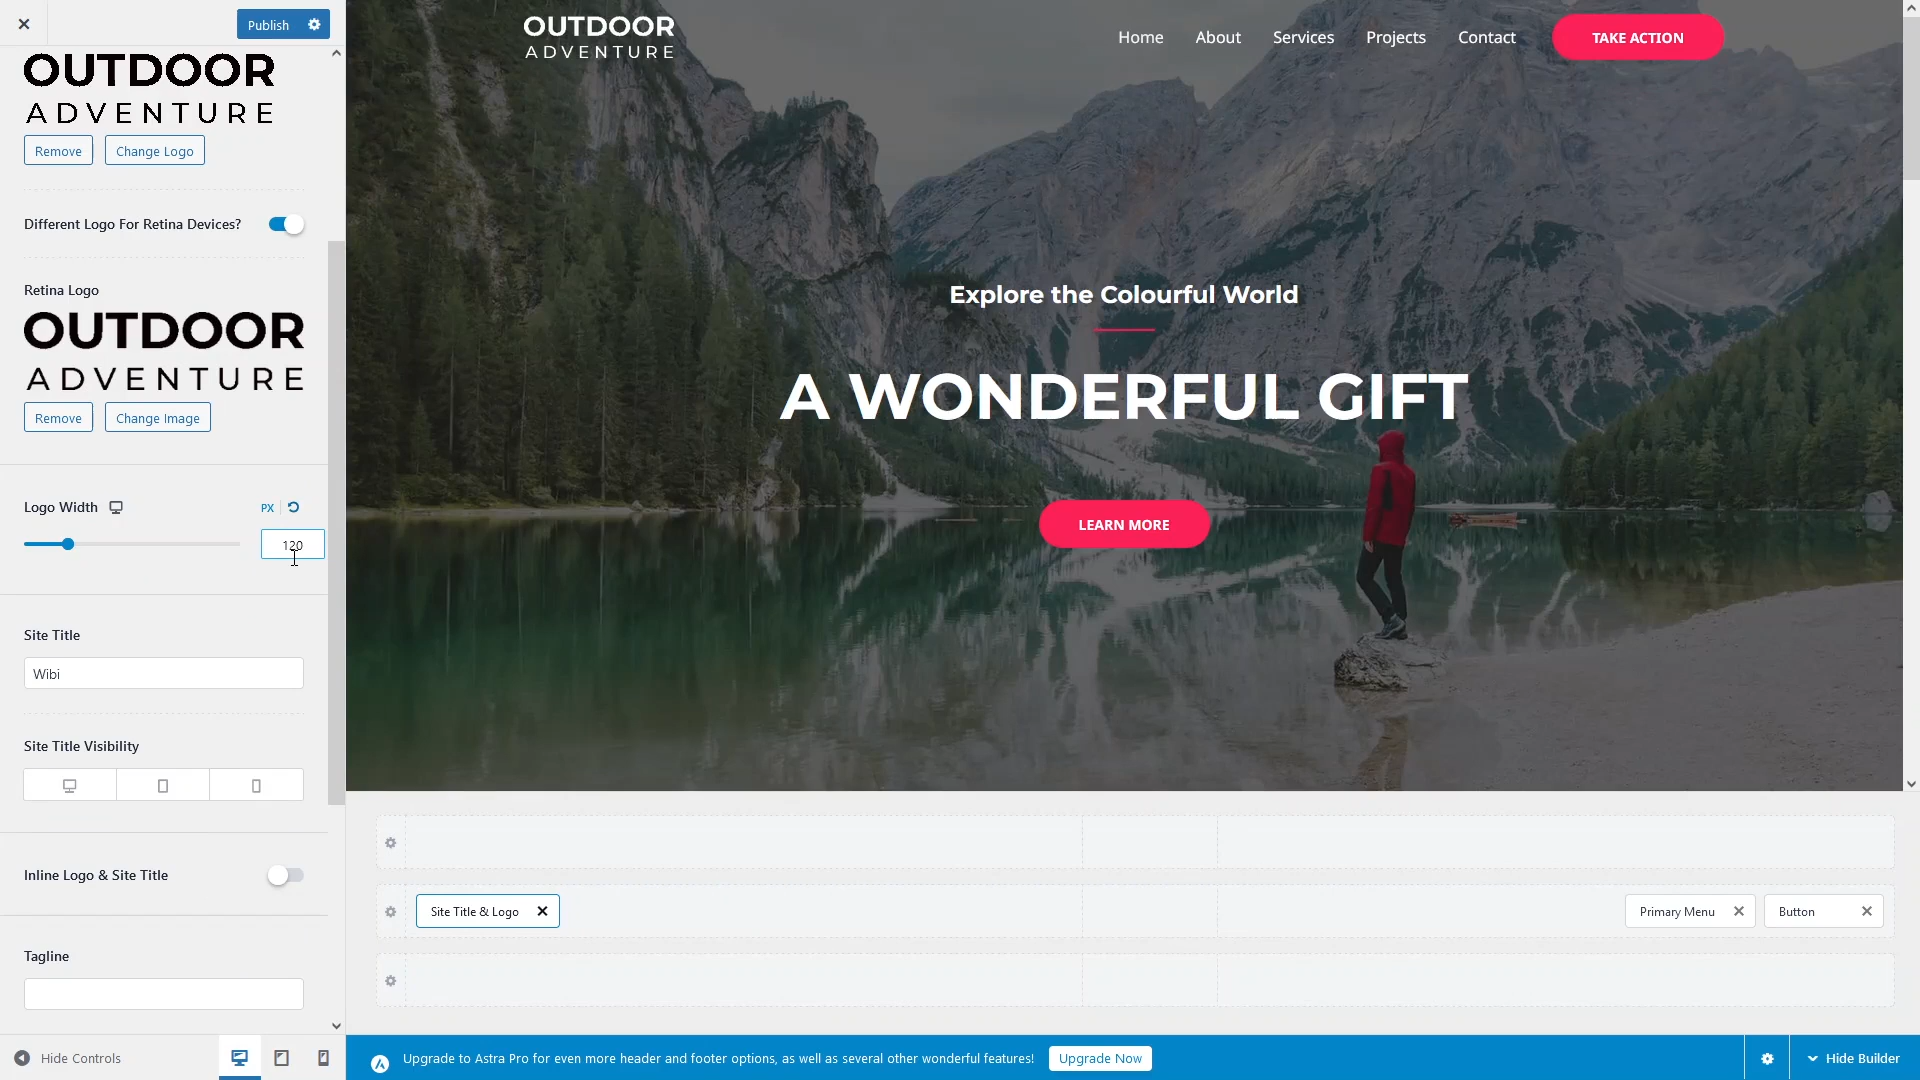 Publish
OUTDOOR
ADVENTURE
Remove
Change Logo
Different Logo For Retina Devices?
Retina Logo
OUTDOOR
ADVENTURE
Remove
Change Image
Logo Width
PX
120
Site Title
Wibi
Site Title Visibility
Inline Logo & Site Title
Tagline
Hide Controls
OUTDOOR
ADVENTURE
Home
About
Services
Projects
Contact
TAKE ACTION
Explore the Colourful World
A WONDERFUL GIFT
LEARN MORE
Site Title & Logo
Primary Menu
Button
Upgrade to Astra Pro for even more header and footer options, as well as several other wonderful features!
Upgrade Now
Hide Builder